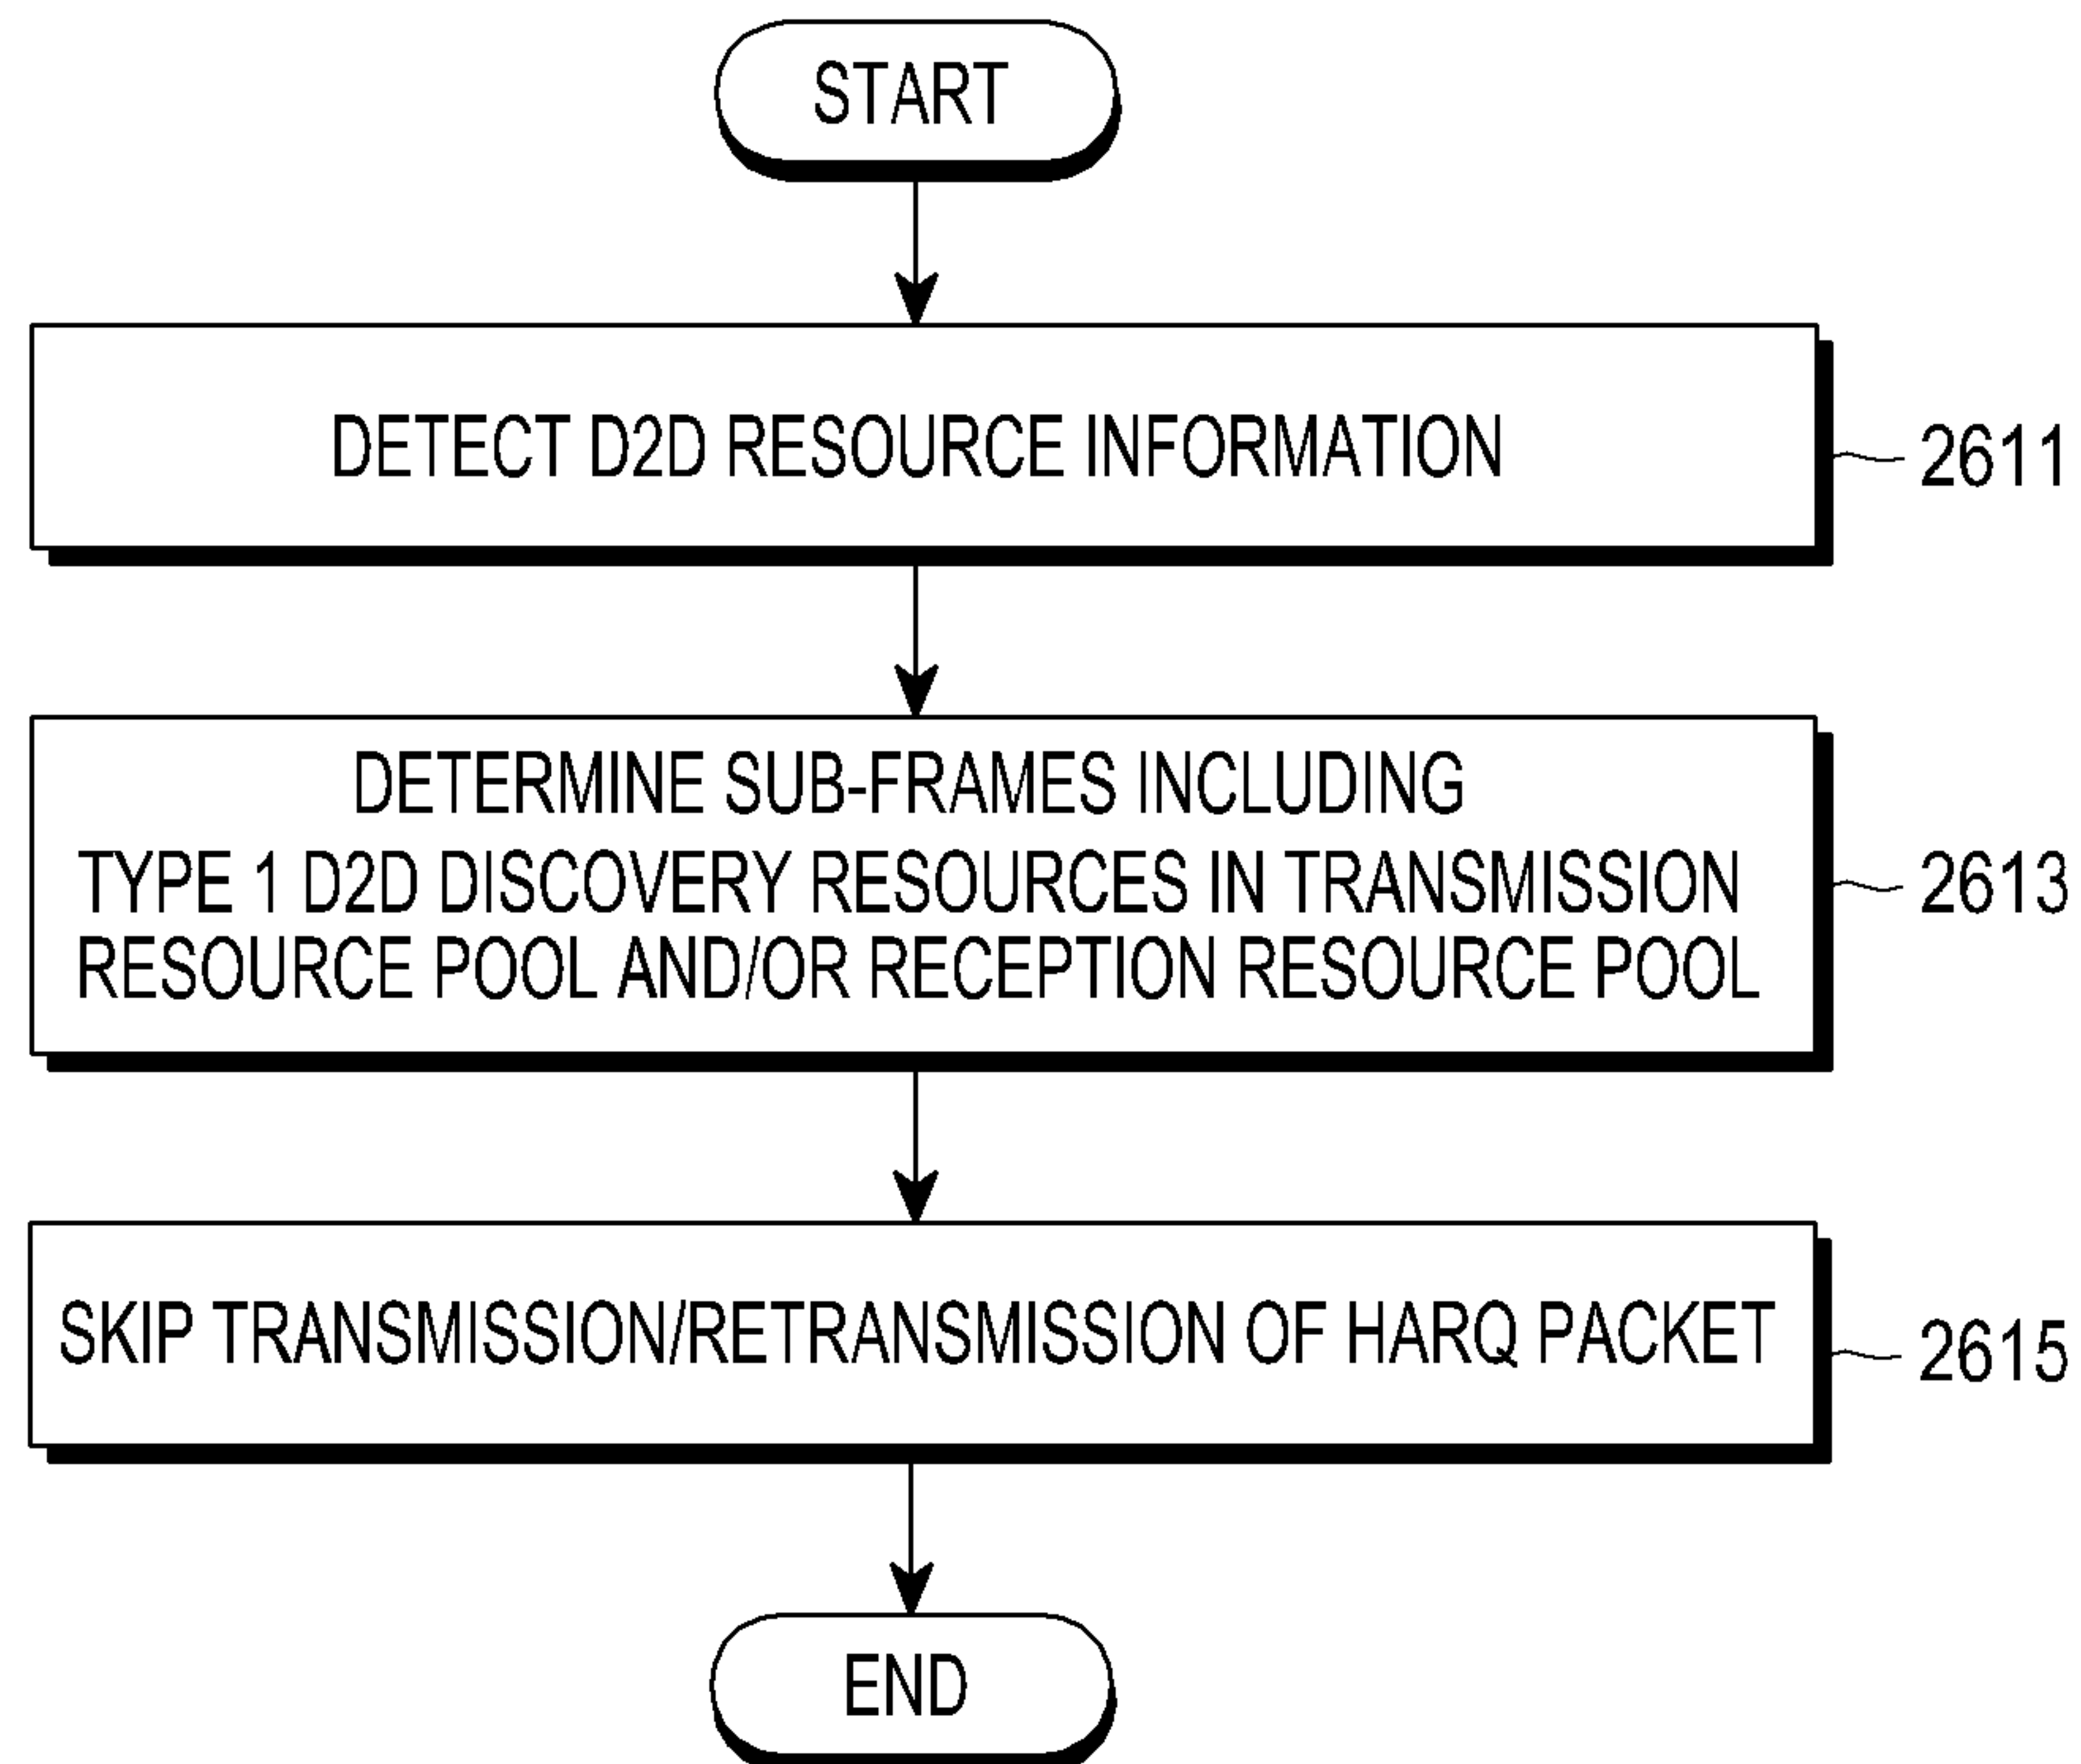 START
DETECT D2D RESOURCE INFORMATION
2611
DETERMINE SUB-FRAMES INCLUDING
TYPE 1 D2D DISCOVERY RESOURCES IN TRANSMISSION
RESOURCE POOL AND/OR RECEPTION RESOURCE POOL
2613
SKIP TRANSMISSION/RETRANSMISSION OF HARQ PACKET
2615
END